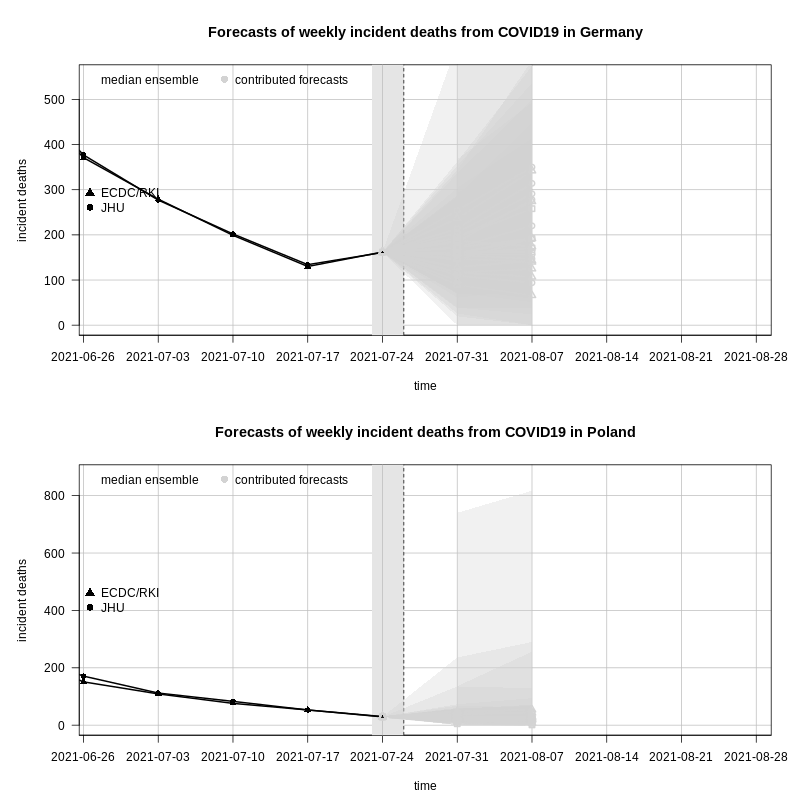 Forecasts of weekly incident deaths from COVID19 in Germany
median ensemble contributed forecasts
500
400
300
200
100
0
incident deaths
ECDC/RKI
JHU
2021-06-26 2021-07-03 2021-07-10 2021-07-17 2021-07-24 2021-07-31 2021-08-07 2021-08-14 2021-08-21 2021-08-28
time
Forecasts of weekly incident deaths from COVID19 in Poland
median ensemble contributed forecasts
800
600
400
200
0
incident deaths
ECDC/RKI
JHU
2021-06-26 2021-07-03 2021-07-10 2021-07-17 2021-07-24 2021-07-31 2021-08-07 2021-08-14 2021-08-21 2021-08-28
time